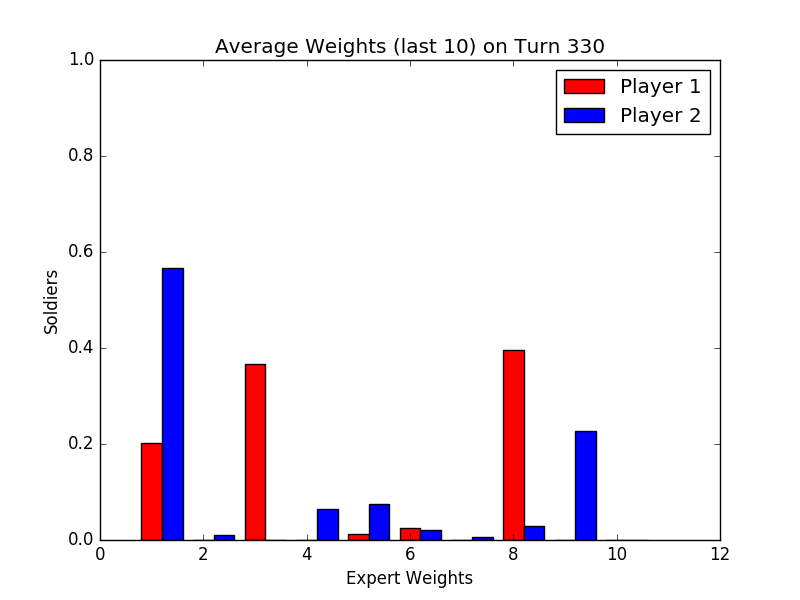 Average Weights (last 10) on Turn 330
1.0
Player 1
Player 2
0.8
0.6
Soldiers
0.4
0.2
0.0
0 2 4 6 8 10 12
Expert Weights